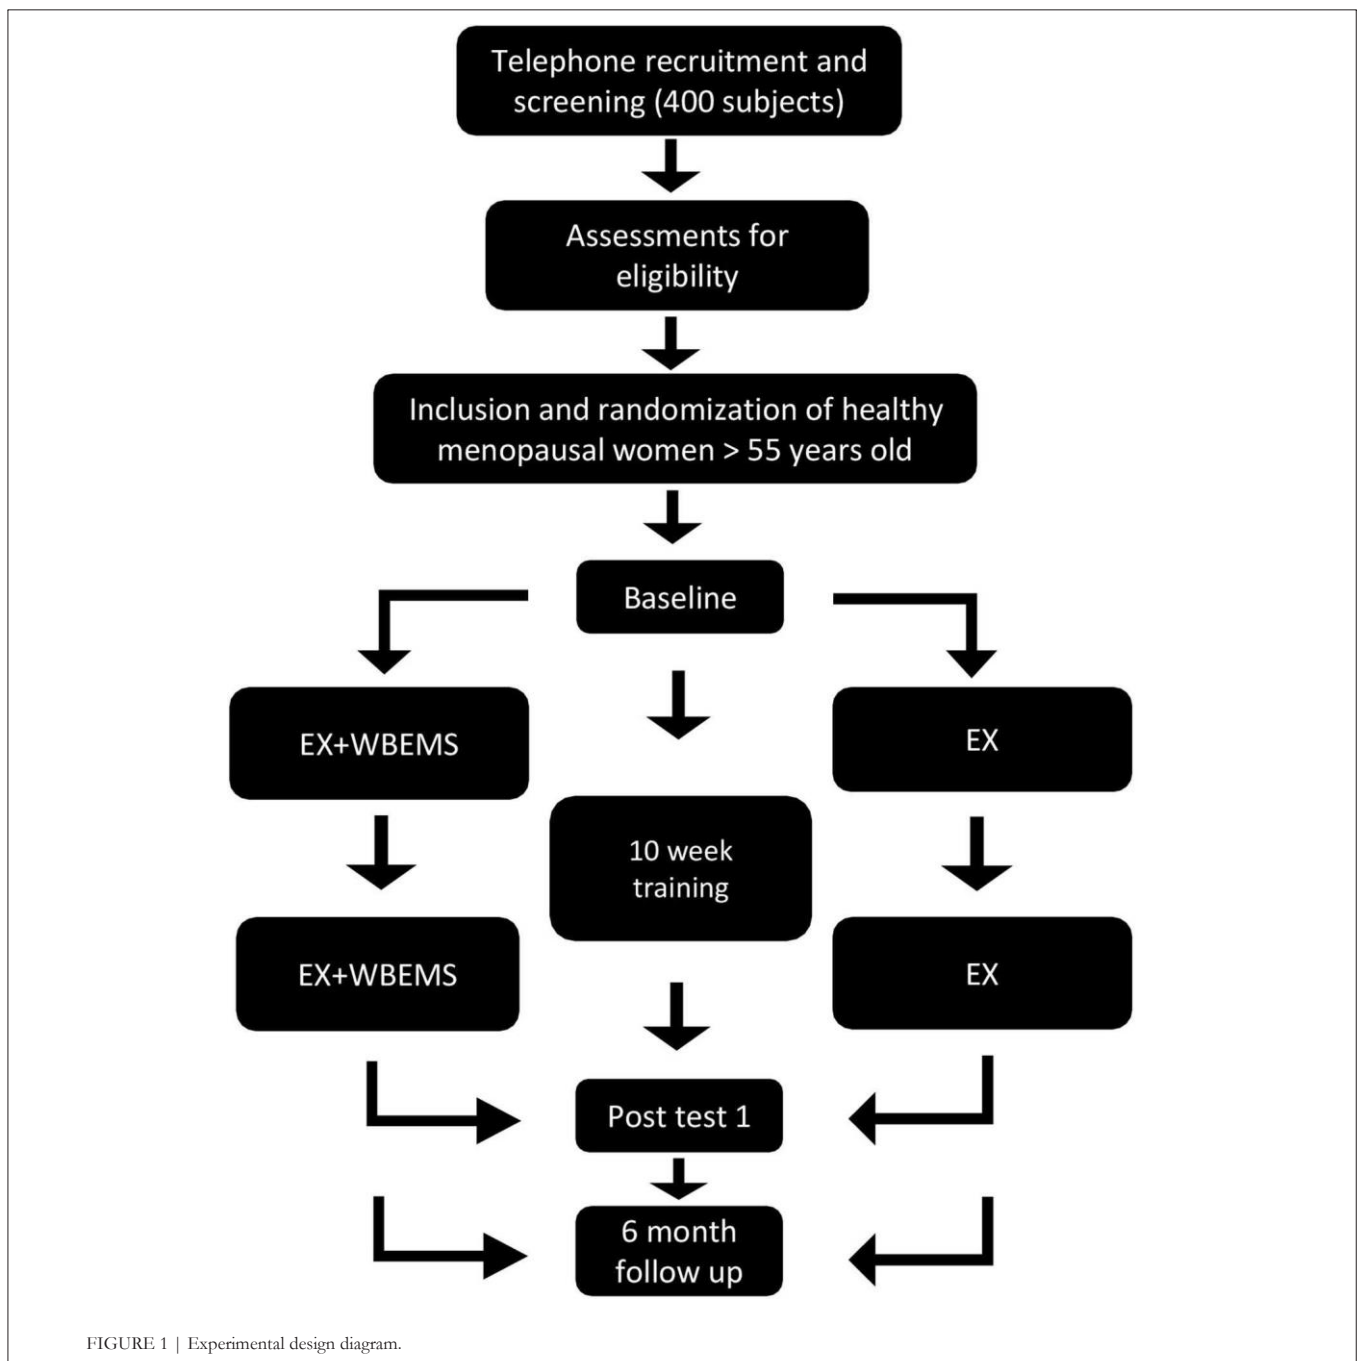 Telephone recruitment and
screening (400 subjects)
Assessments for
eligibility
Inclusion and randomization of healthy
menopausal women > 55 years old
Baseline
EX+WBEMS
EX
10 week
training
EX+WBEMS
EX
Post test 1
6 month
follow up
FIGURE 1 | Experimental design diagram.